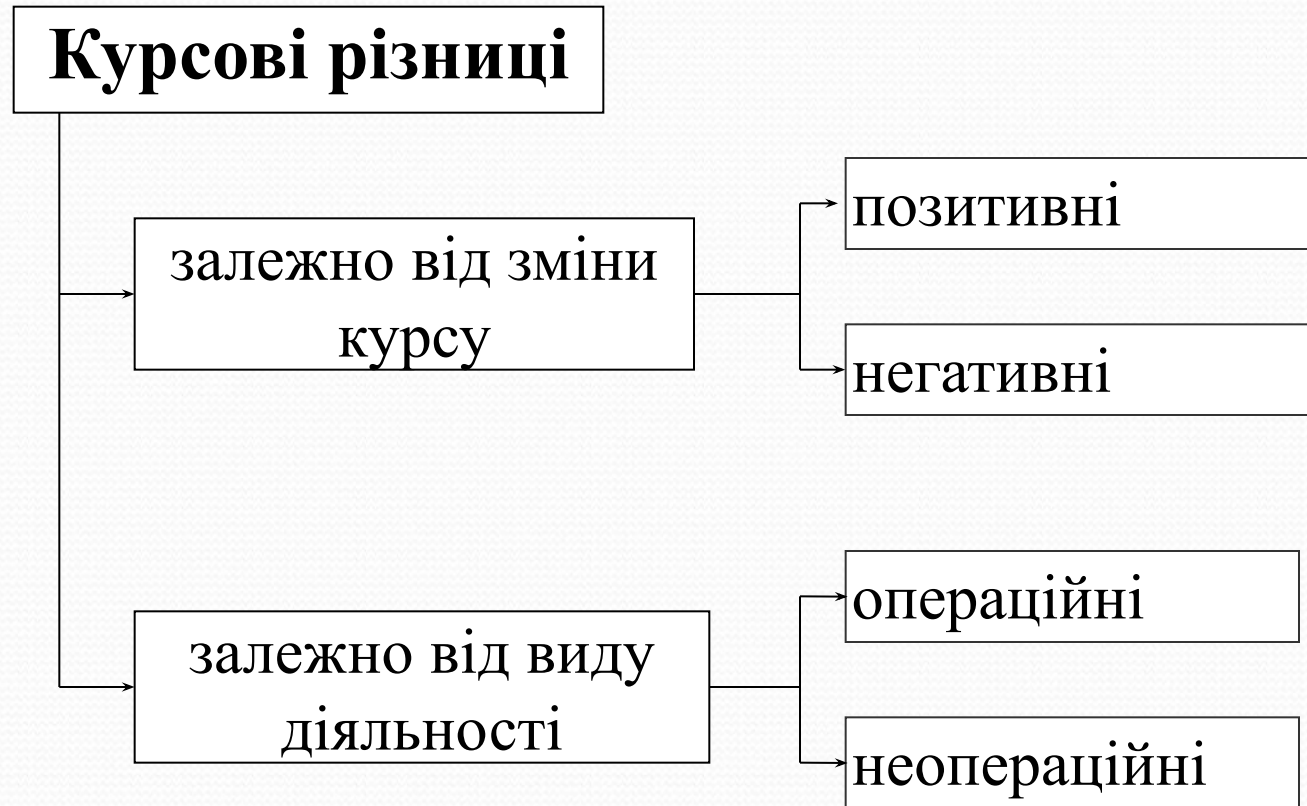 Курсові різниці
залежно від зміни
курсу
позитивні
негативні
залежно від виду
діяльності
операційні
неопераційні